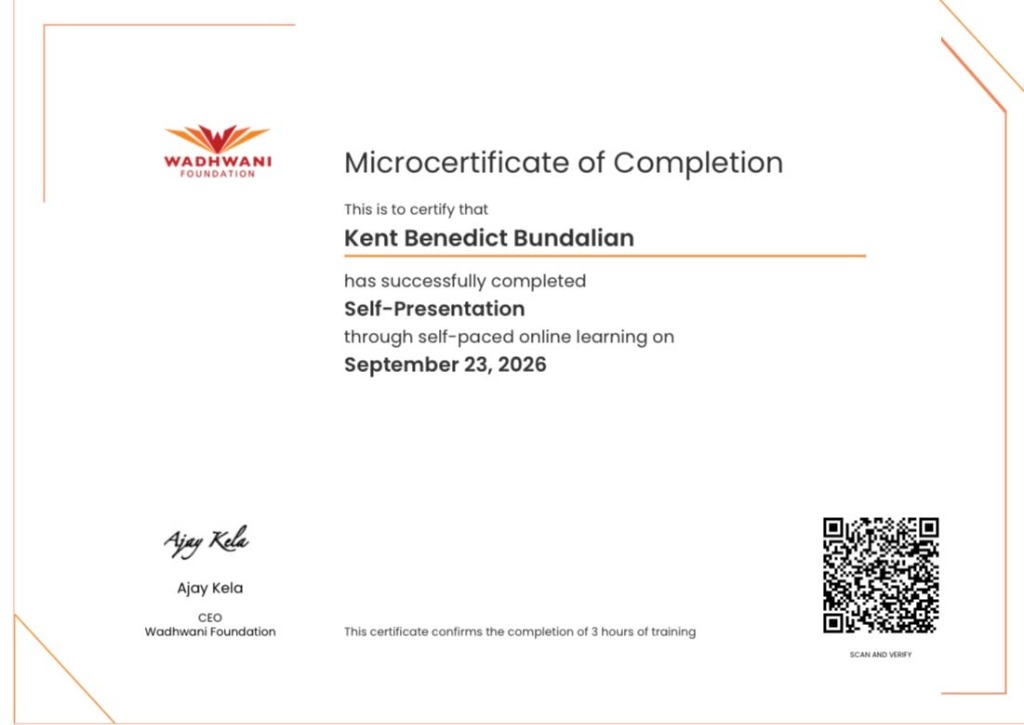 WADHWANI
FOUNDATION
Microcertificate of Completion
This is to certify that
Kent Benedict Bundalian
has successfully completed
Self-Presentation
through self-paced online learning on
September 23, 2026
Ajay Kela
Ajay Kela
CEO
Wadhwani Foundation
This certificate confirms the completion of 3 hours of training
SCAN AND VERIFY